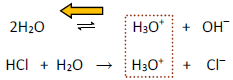 2H₂O ⇌ H₃O⁺ + OH⁻
HCl + H₂O → H₃O⁺ + Cl⁻